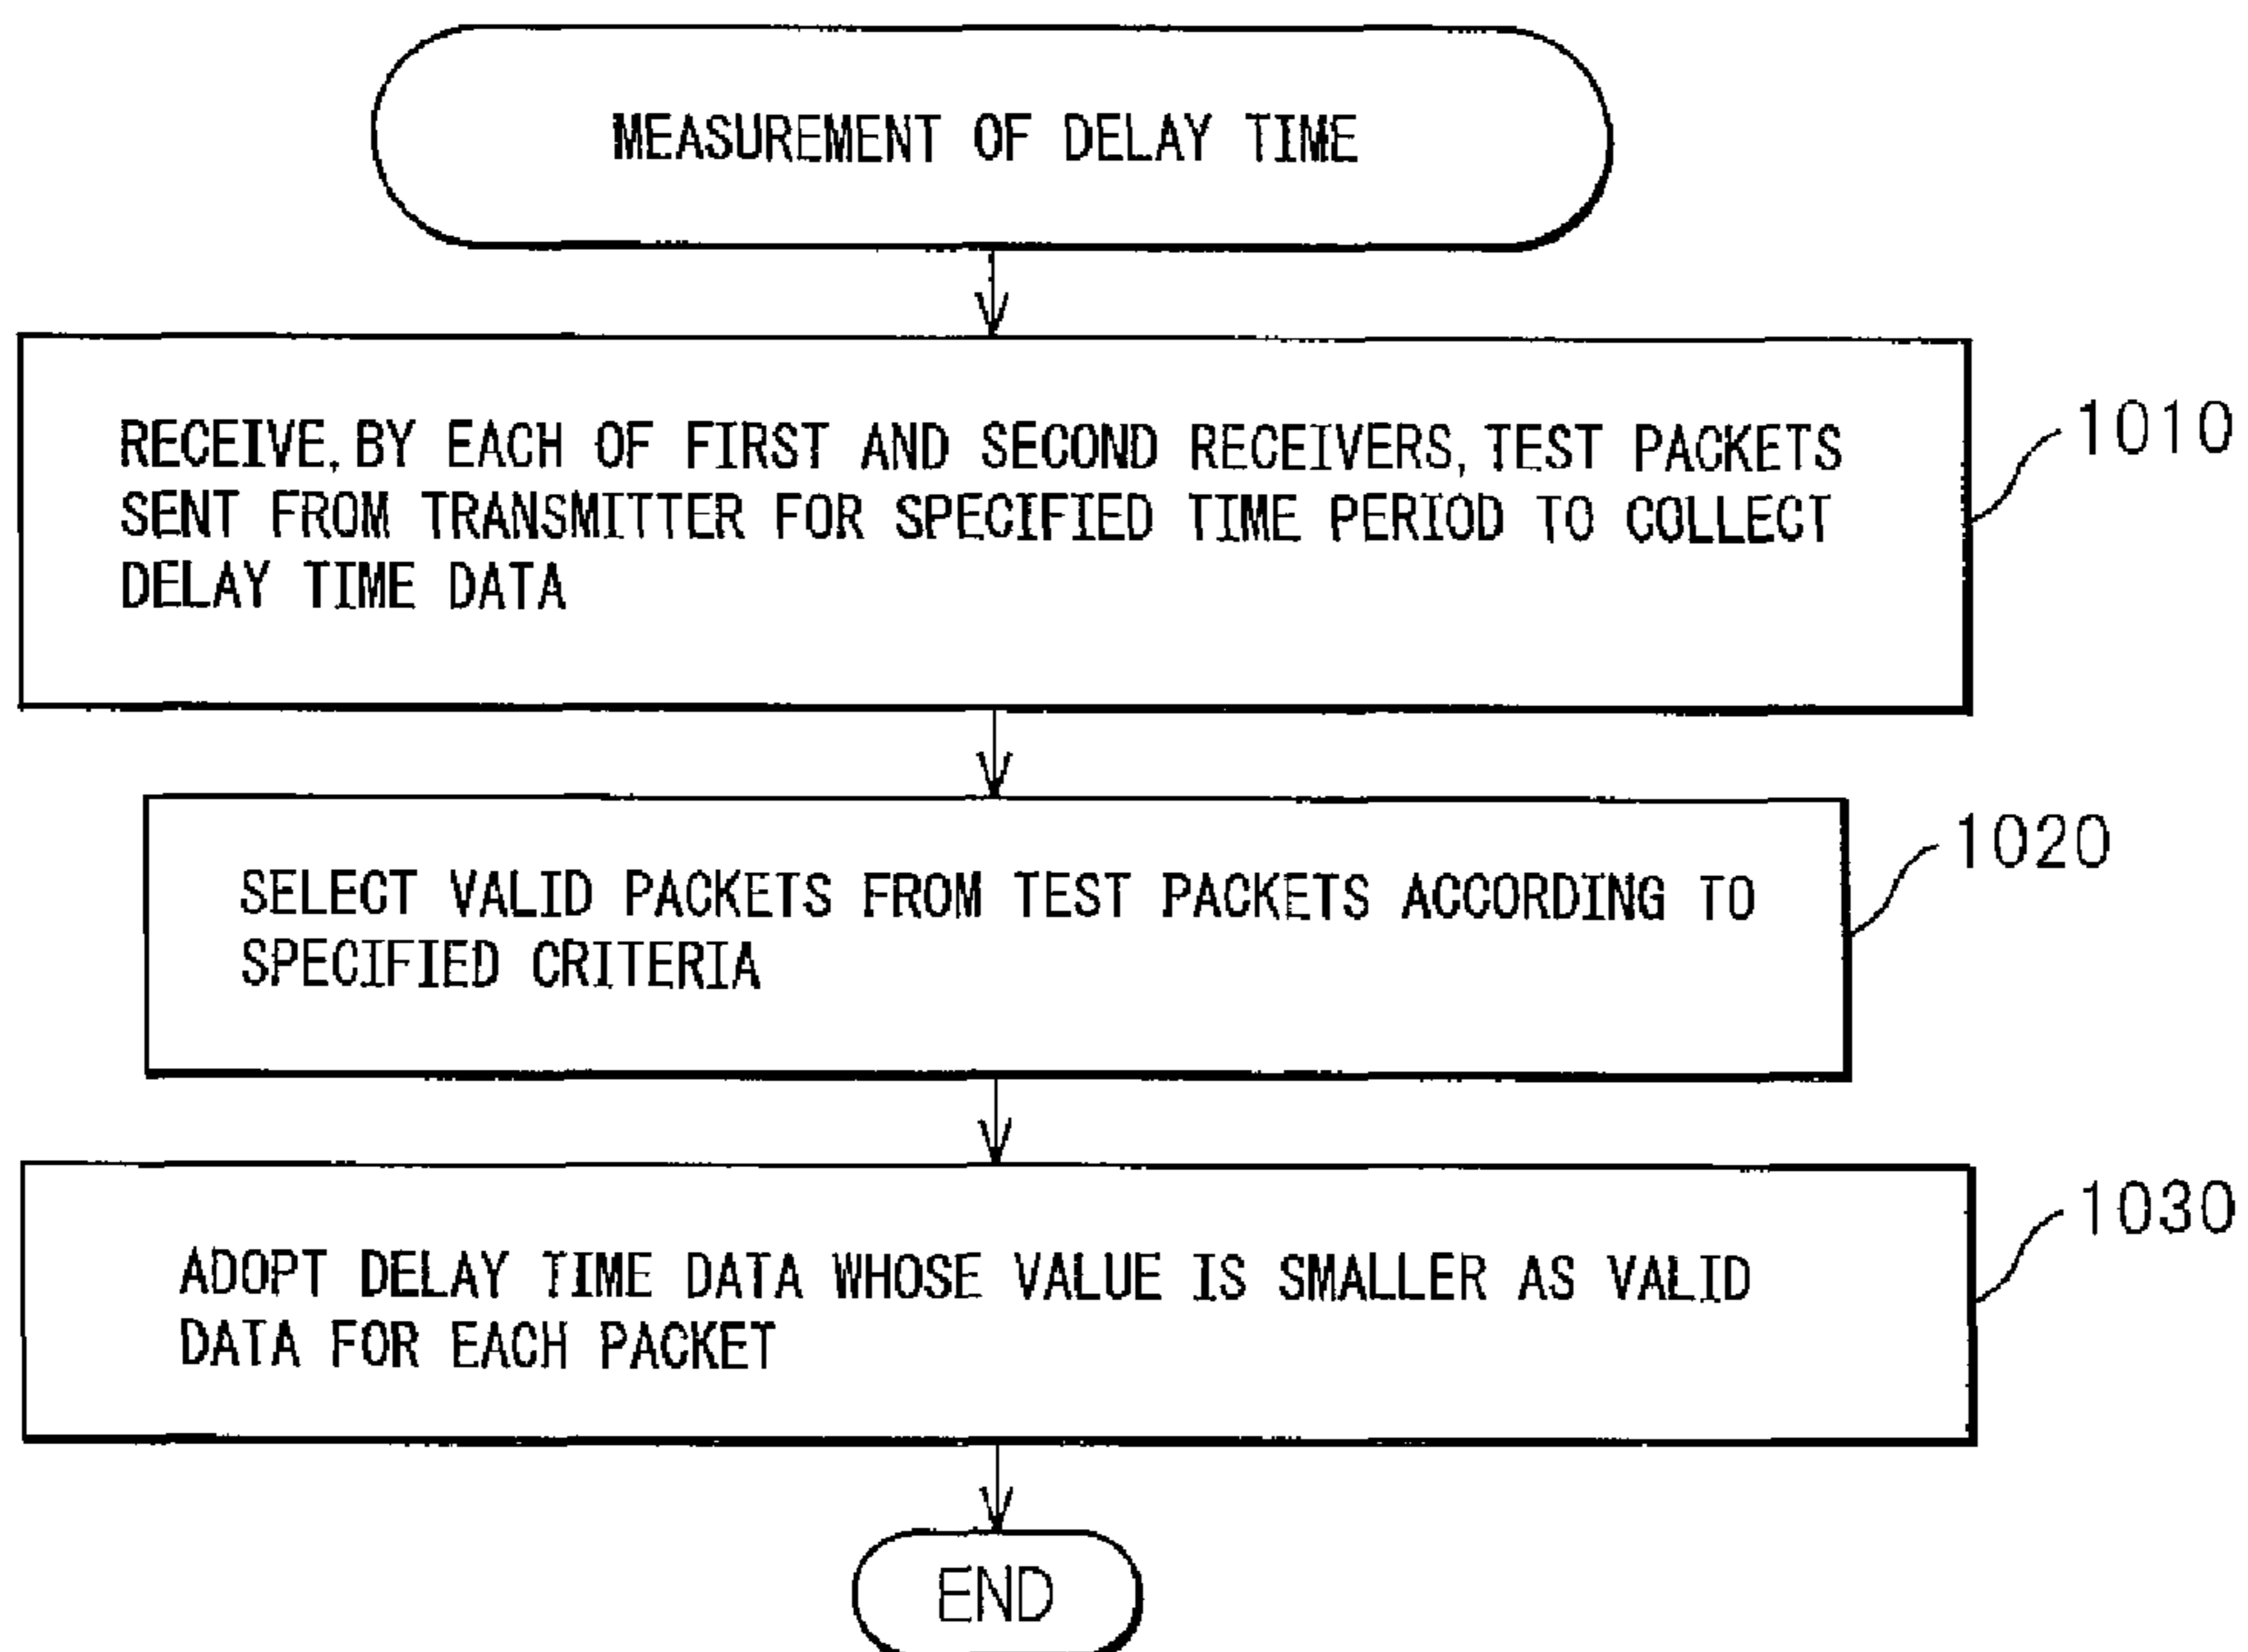 MEASUREMENT OF DELAY TIME
RECEIVE, BY EACH OF FIRST AND SECOND RECEIVERS, TEST PACKETS
SENT FROM TRANSMITTER FOR SPECIFIED TIME PERIOD TO COLLECT
DELAY TIME DATA
1010
SELECT VALID PACKETS FROM TEST PACKETS ACCORDING TO
SPECIFIED CRITERIA
1020
ADOPT DELAY TIME DATA WHOSE VALUE IS SMALLER AS VALID
DATA FOR EACH PACKET
1030
END